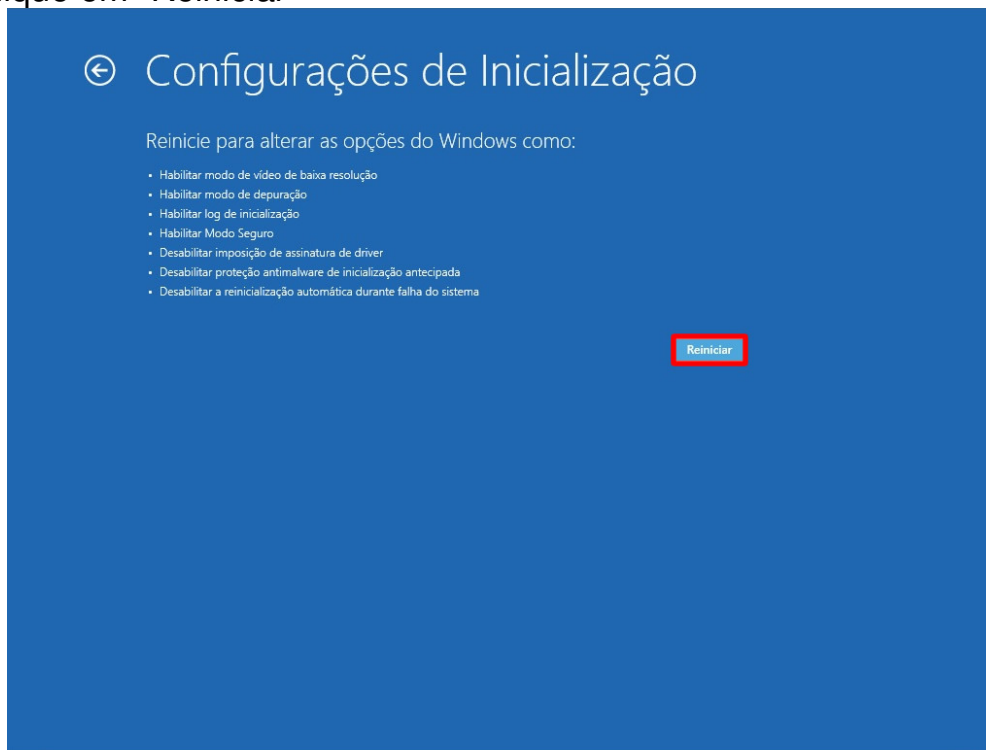 Configurações de Inicialização
Reinicie para alterar as opções do Windows como:
• Habilitar modo de vídeo de baixa resolução
• Habilitar modo de depuração
• Habilitar log de inicialização
• Habilitar Modo Seguro
• Desabilitar imposição de assinatura de driver
• Desabilitar proteção antimalware de inicialização antecipada
• Desabilitar a reinicialização automática durante falha do sistema
Reiniciar